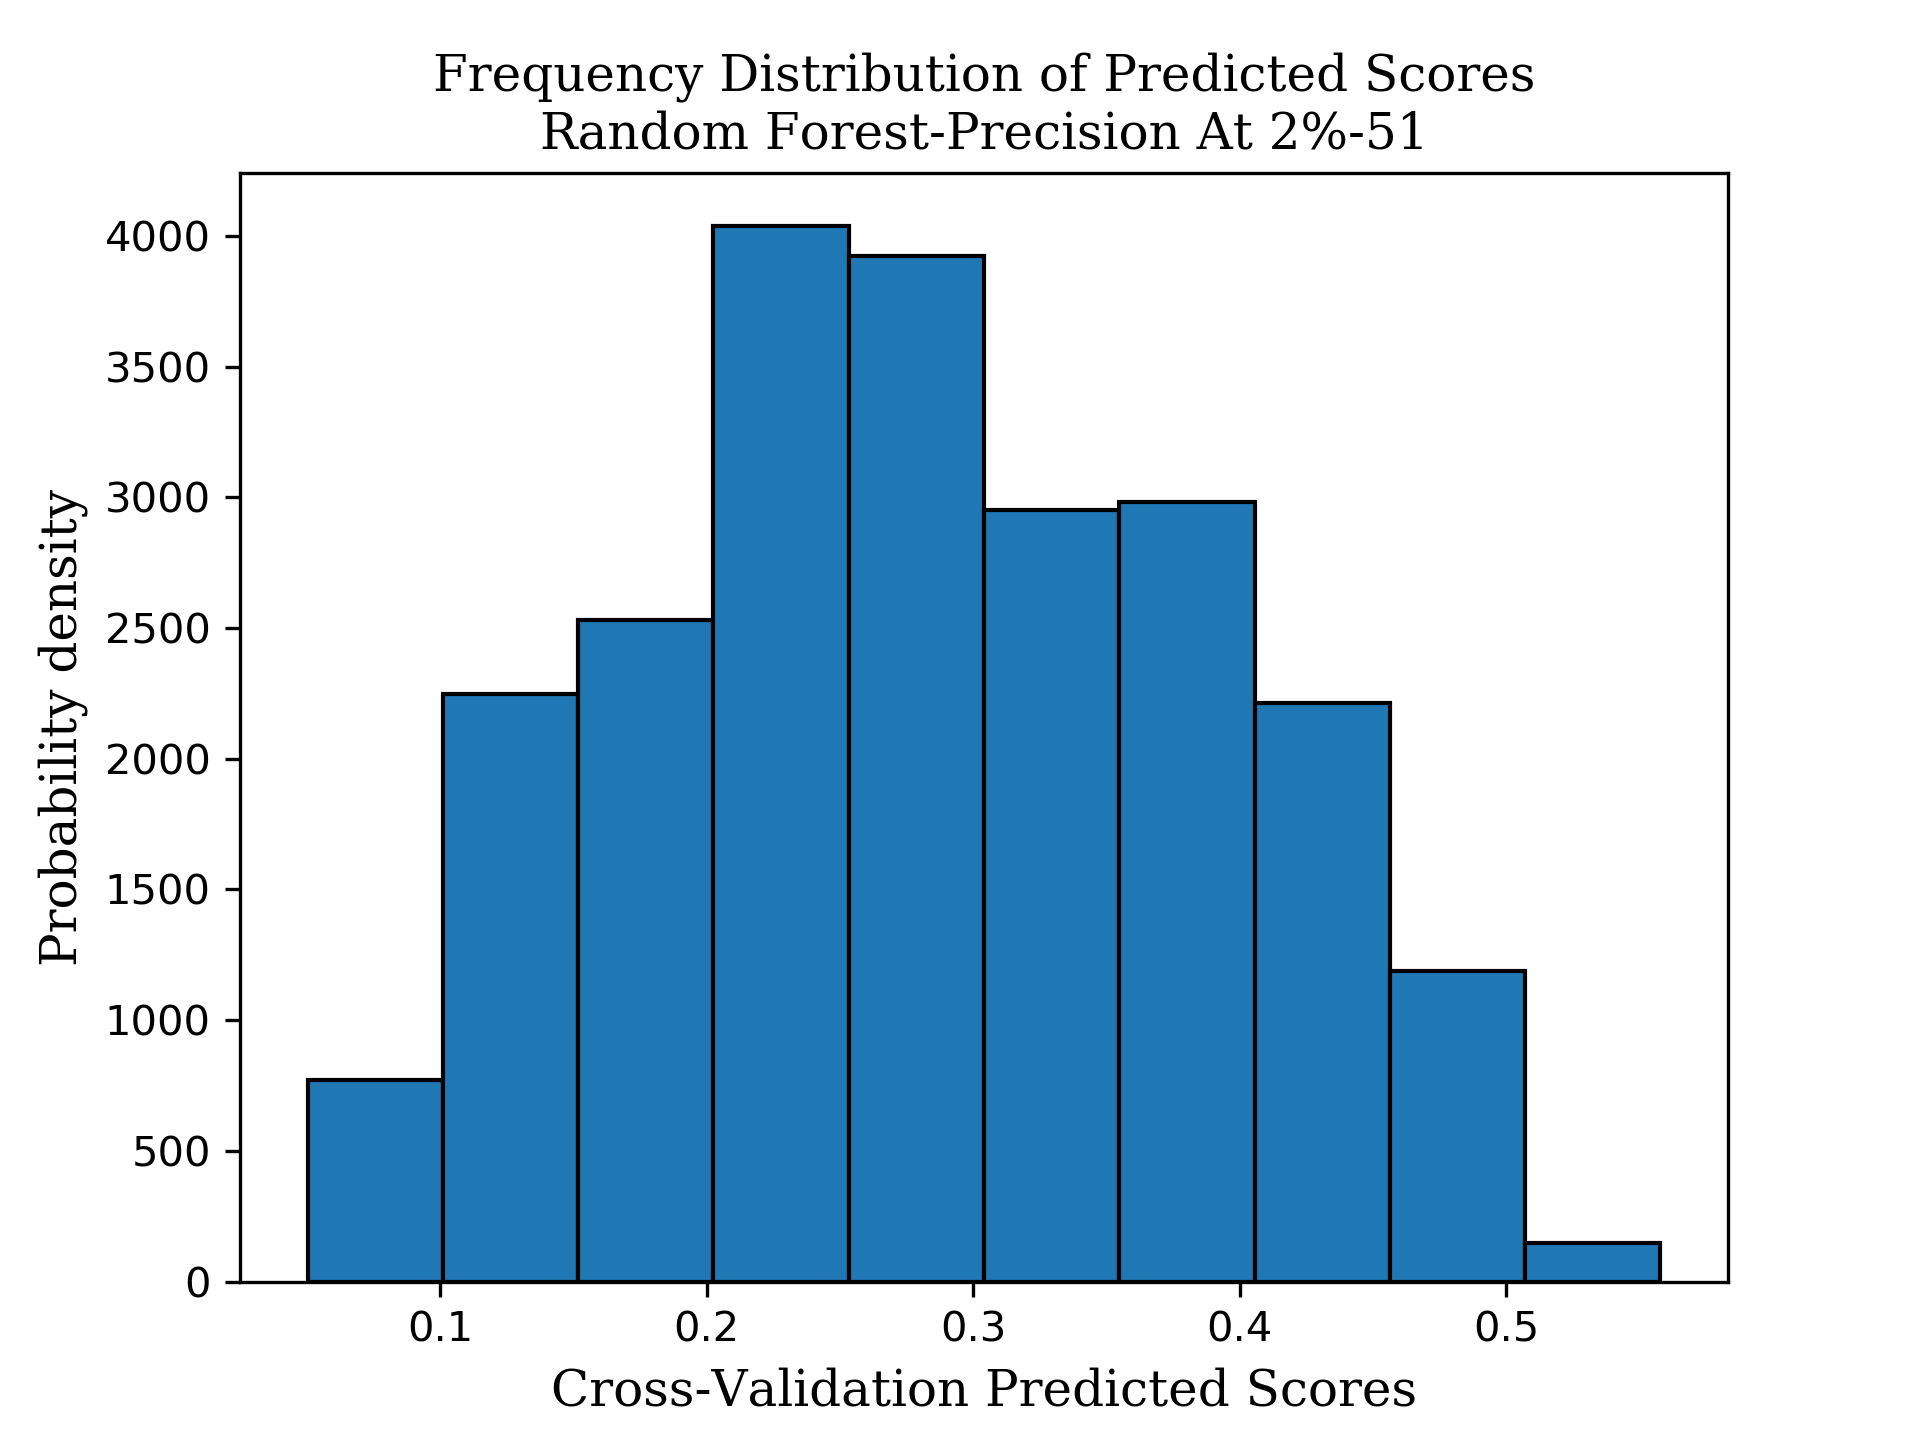 Frequency Distribution of Predicted Scores
Random Forest-Precision At 2%-51
Probability density
4000
3500
3000
2500
2000
1500
1000
500
0
0.1 0.2 0.3 0.4 0.5
Cross-Validation Predicted Scores